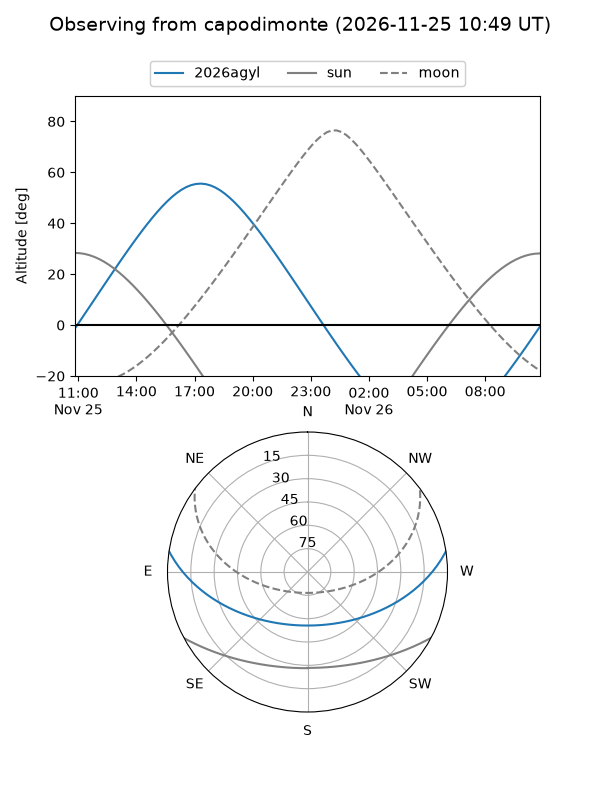 Observing from capodimonte (2026-11-25 10:49 UT)
2026agyl sun moon
Altitude [deg]
80
60
40
20
0
−20
11:00 14:00 17:00 20:00 23:00 02:00 05:00 08:00
Nov 25 Nov 26
N
NE NW
15
30
45
60
75
E W
SE SW
S